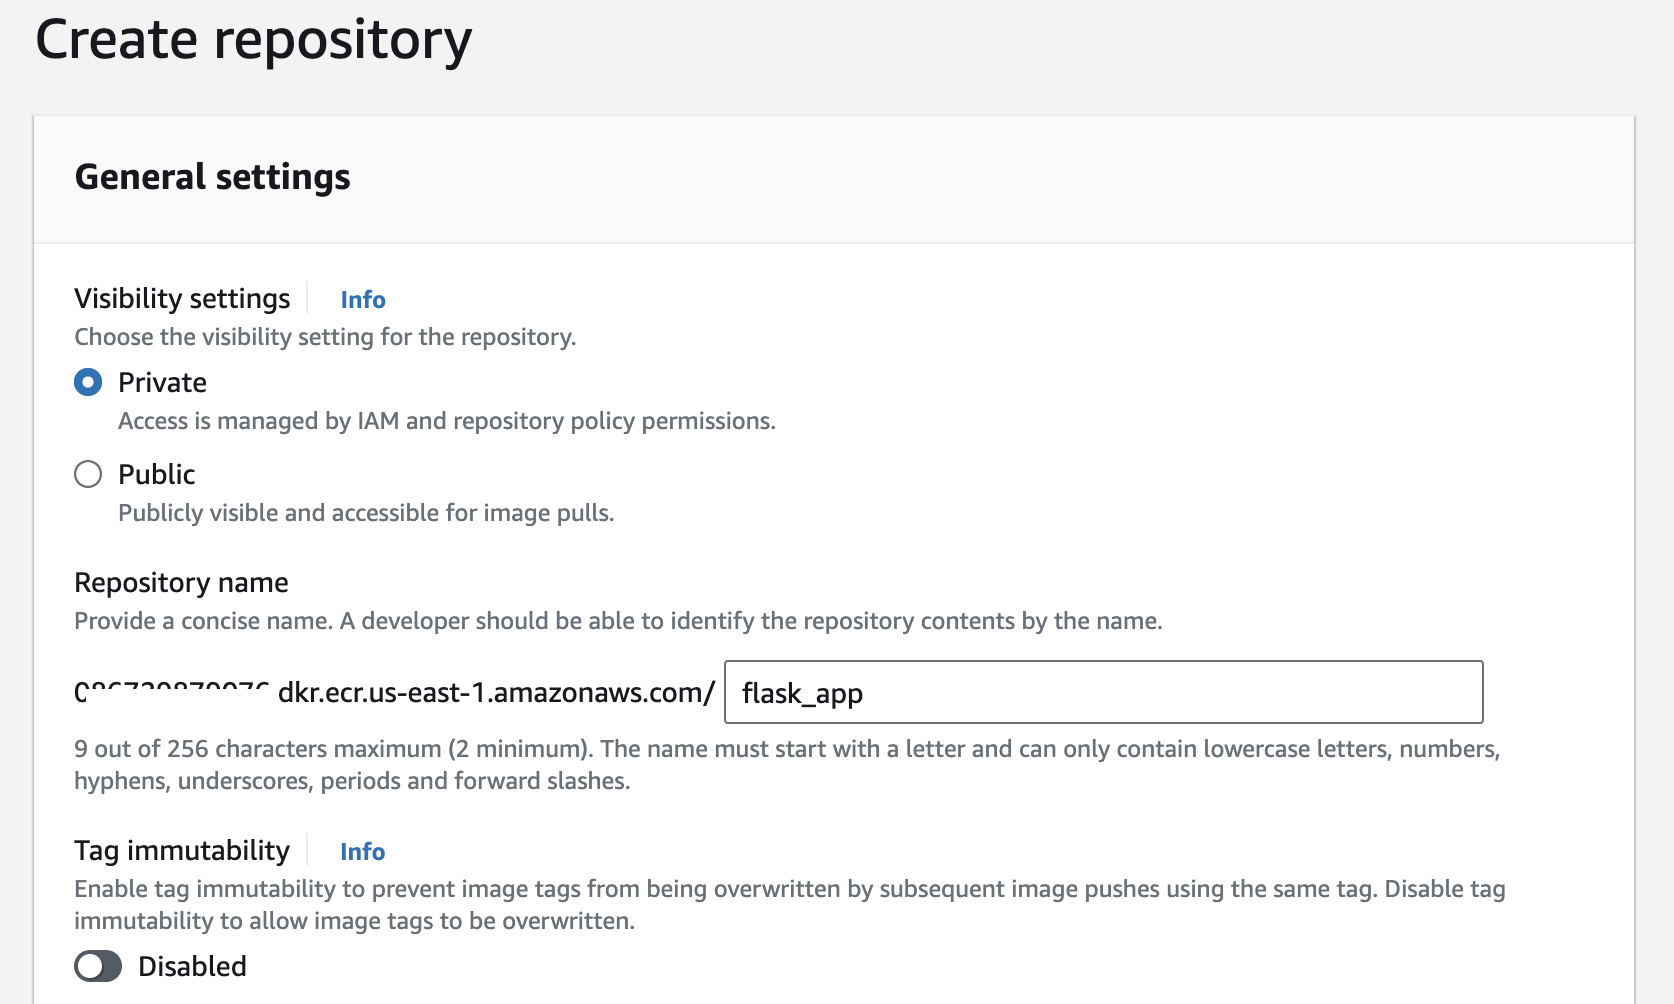 Create repository
General settings
Visibility settings Info
Choose the visibility setting for the repository.
Private
Access is managed by IAM and repository policy permissions.
Public
Publicly visible and accessible for image pulls.
Repository name
Provide a concise name. A developer should be able to identify the repository contents by the name.
dkr.ecr.us-east-1.amazonaws.com/ flask_app
9 out of 256 characters maximum (2 minimum). The name must start with a letter and can only contain lowercase letters, numbers,
hyphens, underscores, periods and forward slashes.
Tag immutability Info
Enable tag immutability to prevent image tags from being overwritten by subsequent image pushes using the same tag. Disable tag
immutability to allow image tags to be overwritten.
Disabled